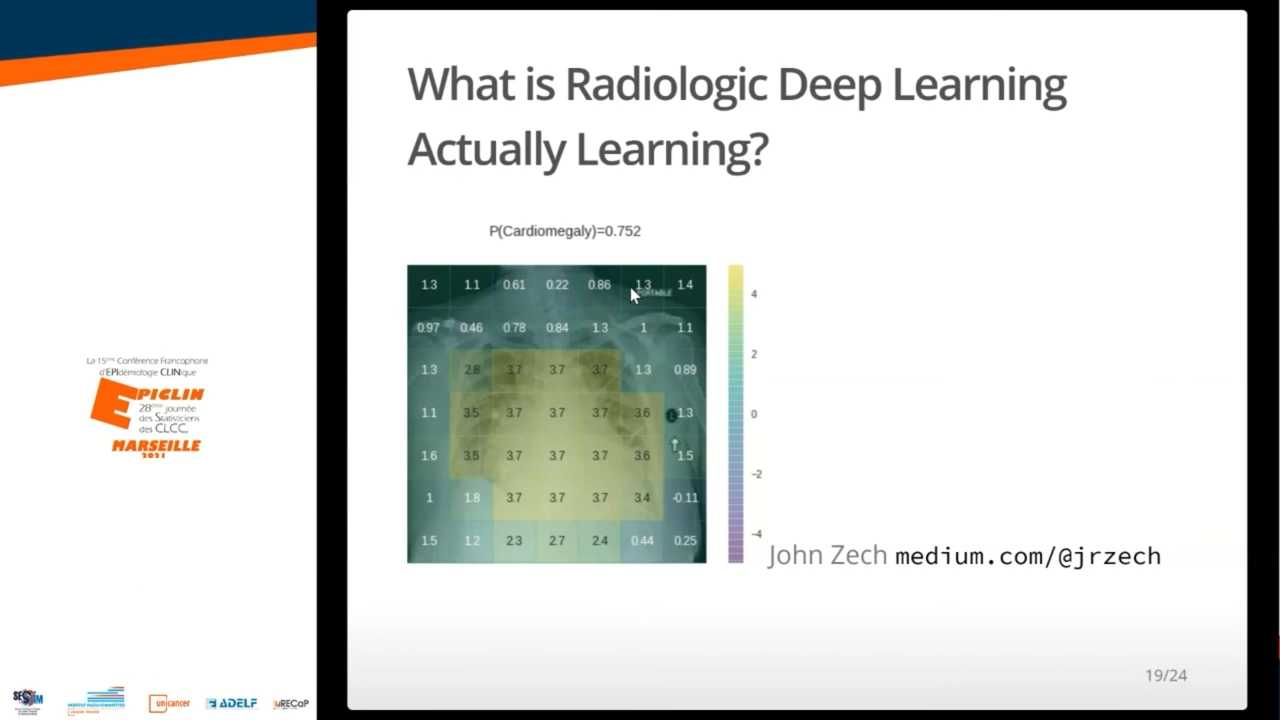 What is Radiologic Deep Learning
Actually Learning?
P(Cardiomegaly)=0.752
1.3 1.1 0.61 0.22 0.86 1.3 1.4
PORTABLE
0.97 0.46 0.78 0.84 1.3 1 1.1
1.3 2.8 3.7 3.7 3.7 1.3 0.89
1.1 3.5 3.7 3.7 3.7 3.6 1.3
1.6 3.5 3.7 3.7 3.7 3.6 1.5
1 1.8 3.7 3.7 3.7 3.4 -0.11
1.5 1.2 2.3 2.7 2.4 0.44 0.25
4
2
0
-2
-4
John Zech medium.com/@jrzech
19/24
La 15ème Conférence Francophone
d'EPIdémiologie CLINique
EPICLIN
28ème journée
des Statisticiens
des CLCC,
MARSEILLE
2021
INSTITUT PAOLI-CALMETTES
unicancer
ADELF